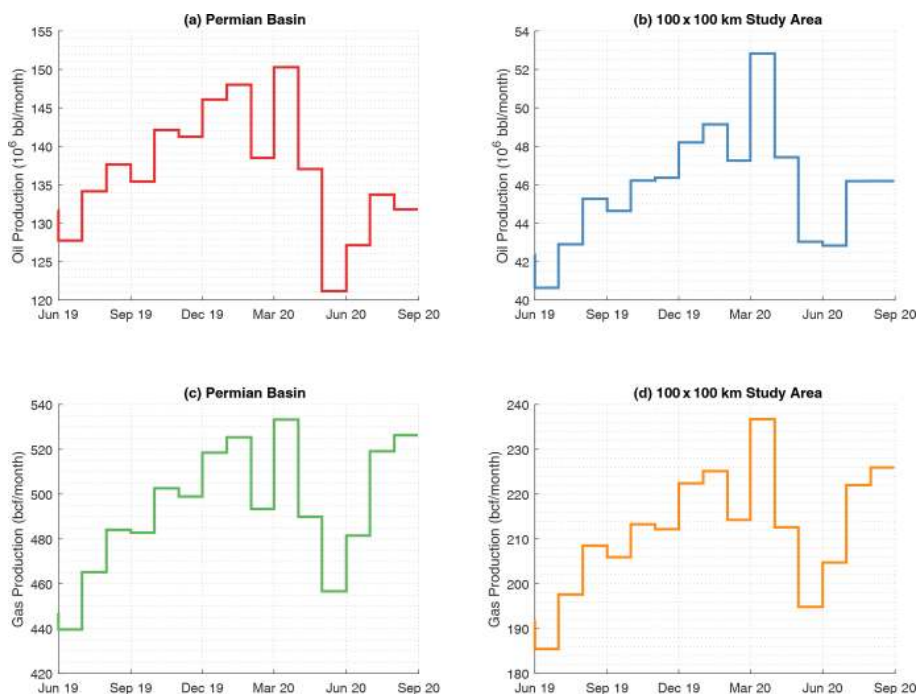 (a) Permian Basin
Oil Production (10⁶ bbl/month)
155
150
145
140
135
130
125
120
Jun 19 Sep 19 Dec 19 Mar 20 Jun 20 Sep 20
(b) 100 x 100 km Study Area
Oil Production (10⁶ bbl/month)
54
52
50
48
46
44
42
40
Jun 19 Sep 19 Dec 19 Mar 20 Jun 20 Sep 20
(c) Permian Basin
Gas Production (bcf/month)
540
520
500
480
460
440
420
Jun 19 Sep 19 Dec 19 Mar 20 Jun 20 Sep 20
(d) 100 x 100 km Study Area
Gas Production (bcf/month)
240
230
220
210
200
190
180
Jun 19 Sep 19 Dec 19 Mar 20 Jun 20 Sep 20